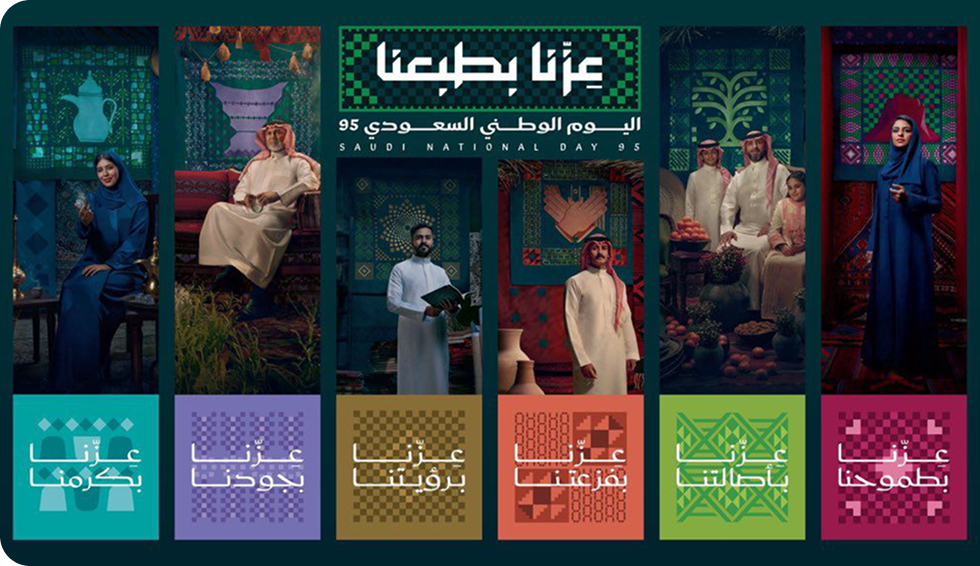 عِزّنا بطبعنا
اليوم الوطني السعودي 95
SAUDI NATIONAL DAY 95
عِزّنا
بطموحنا
عِزّنا
بأصالتنا
عِزّنا
بفزعتنا
عِزّنا
برؤيتنا
عِزّنا
بجودنا
عِزّنا
بكرمنا